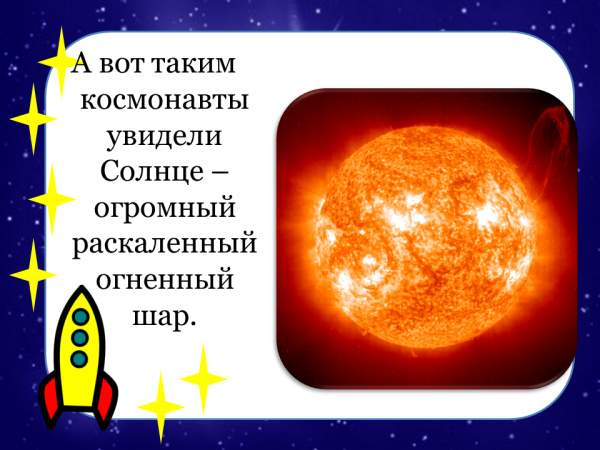 А вот таким
космонавты
увидели
Солнце –
огромный
раскаленный
огненный
шар.